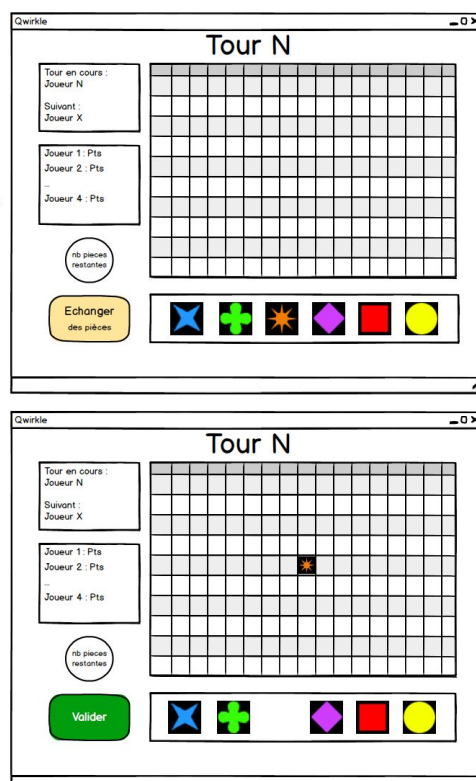 Qwirkle
Tour N
Tour en cours :
Joueur N
Suivant :
Joueur X
Joueur 1 : Pts
Joueur 2 : Pts
...
Joueur 4 : Pts
nb pieces
restantes
Echanger
des pièces
Qwirkle
Tour N
Tour en cours :
Joueur N
Suivant :
Joueur X
Joueur 1 : Pts
Joueur 2 : Pts
...
Joueur 4 : Pts
nb pieces
restantes
Valider